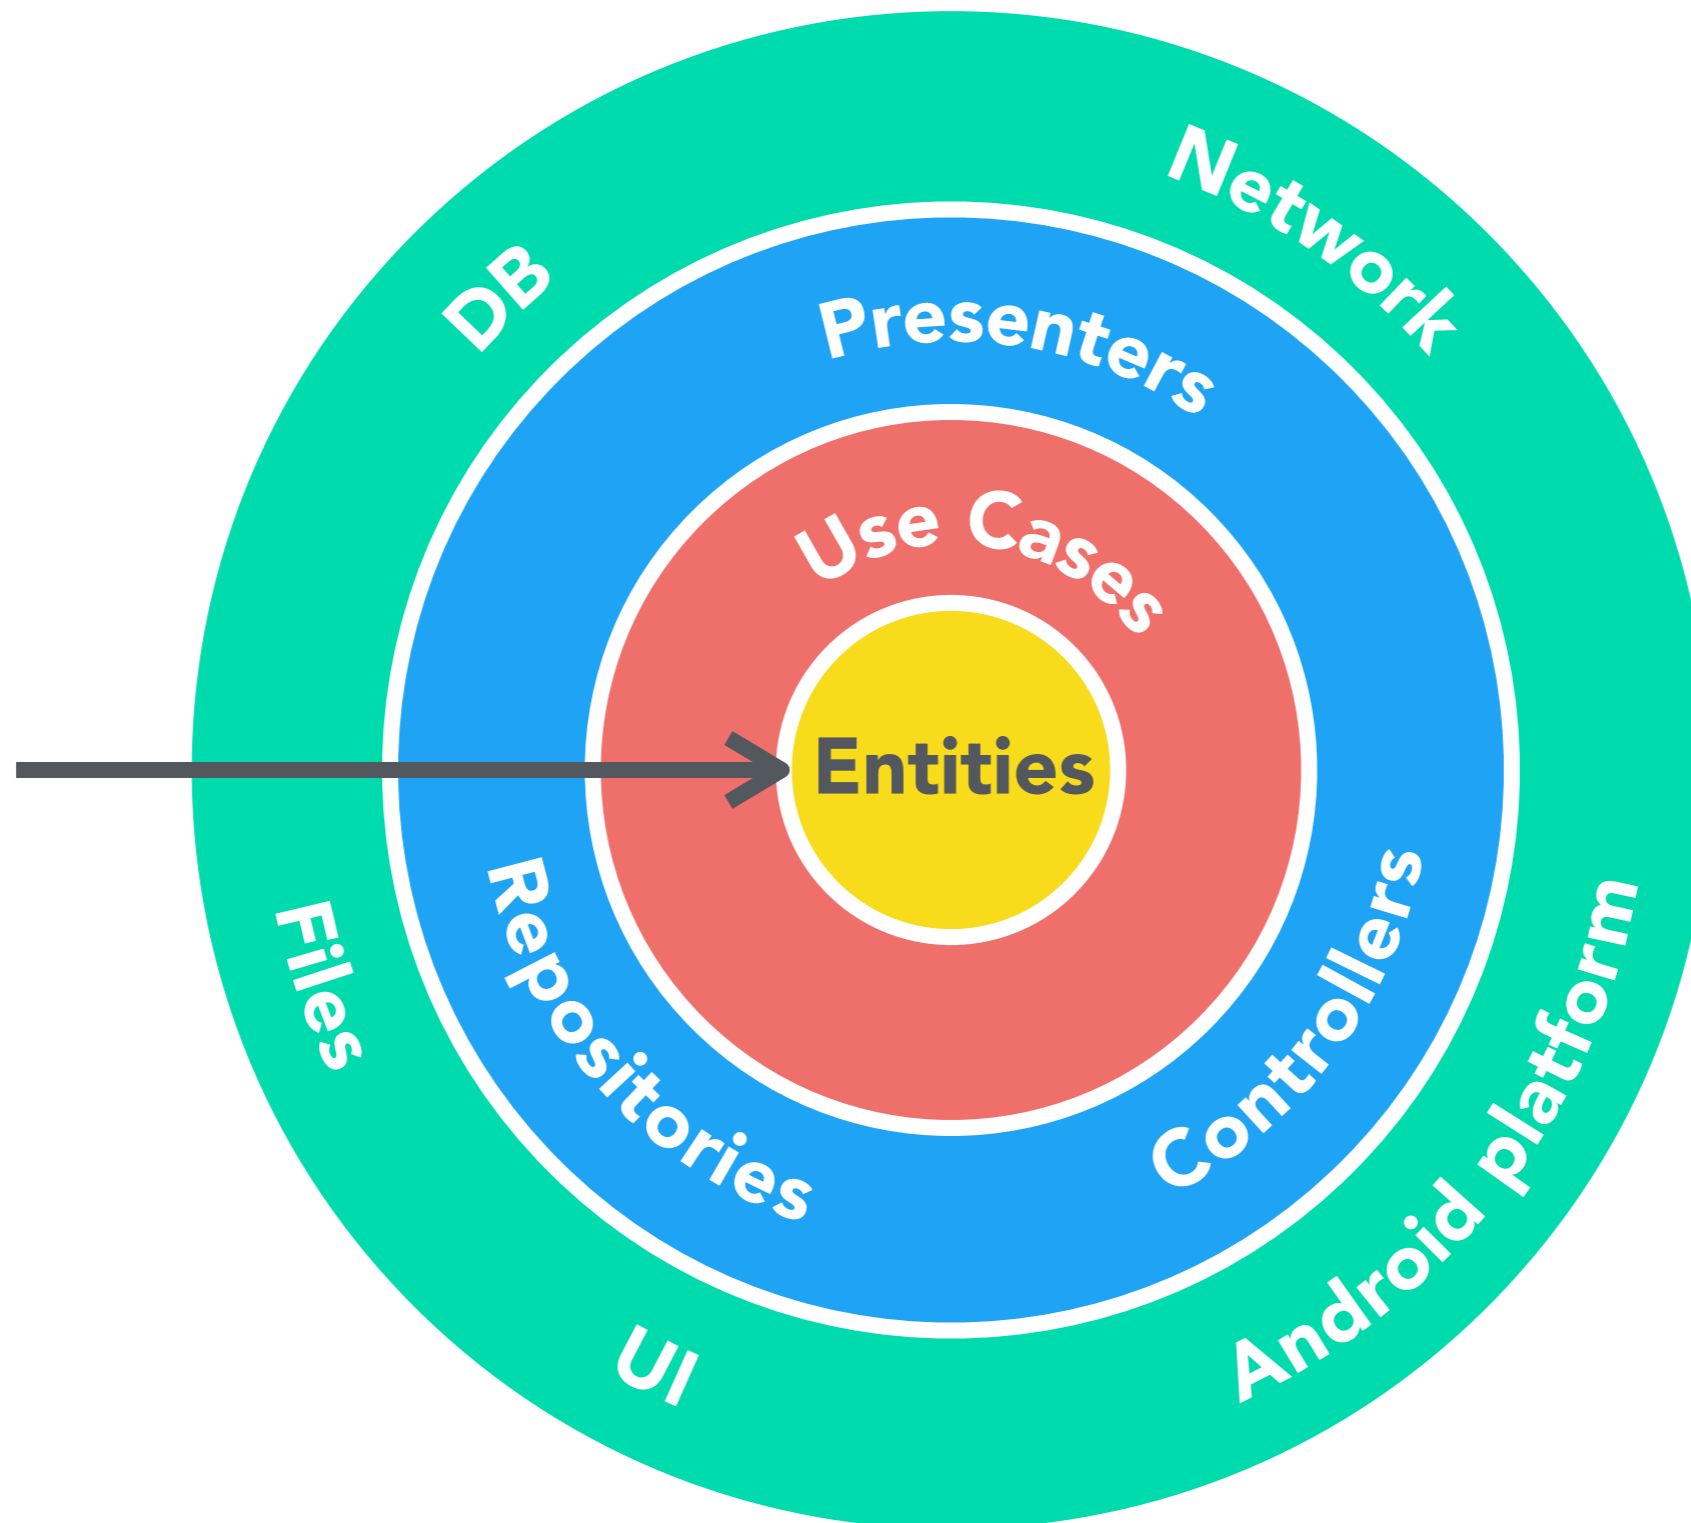 Network
DB
Presenters
Use Cases
Entities
Repositories
Controllers
Files
Android platform
UI